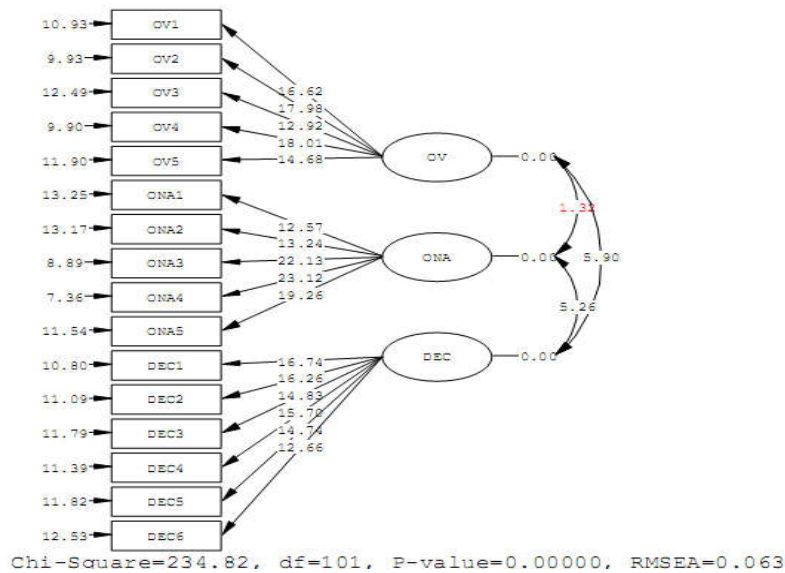 10.93 OV1
9.93 OV2
12.49 OV3
9.90 OV4
11.90 OV5
13.25 ONA1
13.17 ONA2
8.89 ONA3
7.36 ONA4
11.54 ONA5
10.80 DEC1
11.09 DEC2
11.79 DEC3
11.39 DEC4
11.82 DEC5
12.53 DEC6
16.62
17.98
12.92
18.01
14.68
12.57
13.24
22.13
23.12
19.26
16.74
16.26
14.83
15.70
14.74
12.66
OV 0.00
ONA 0.00
DEC 0.00
1.32
5.90
5.26
Chi-Square=234.82, df=101, P-value=0.00000, RMSEA=0.063